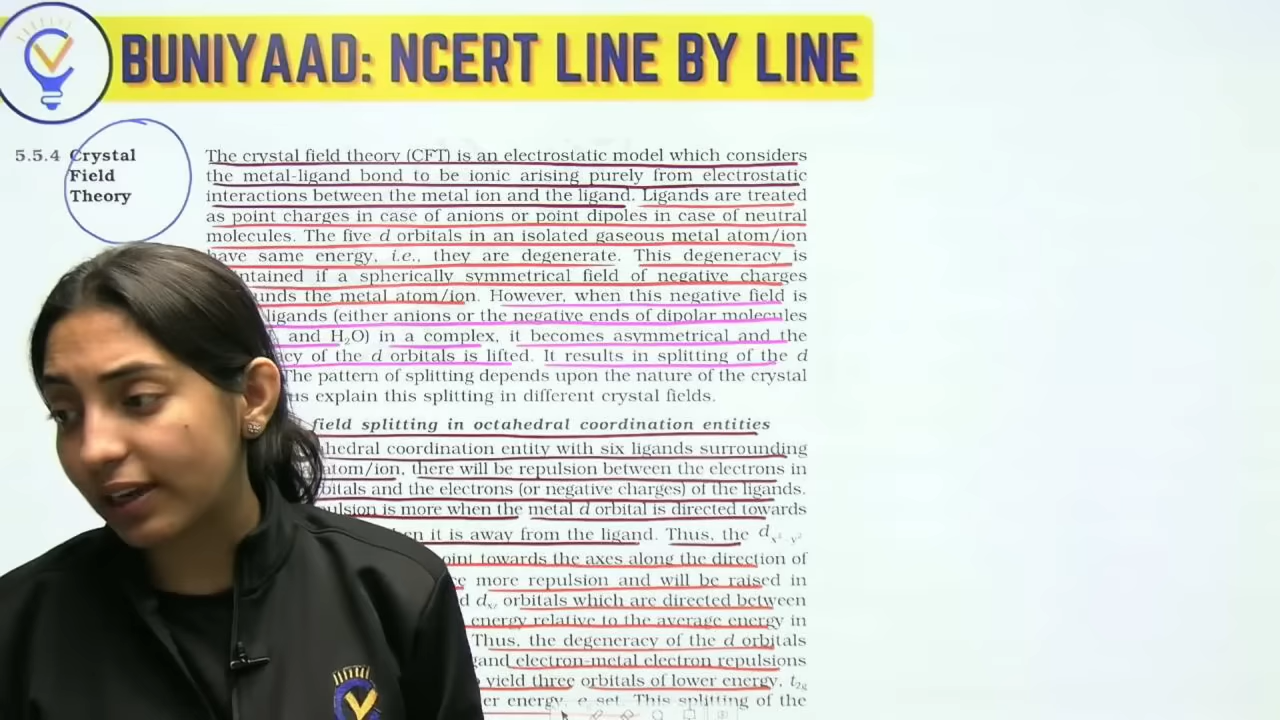 BUNIYAAD: NCERT LINE BY LINE
5.5.4 Crystal
Field
Theory
The crystal field theory (CFT) is an electrostatic model which considers
the metal-ligand bond to be ionic arising purely from electrostatic
interactions between the metal ion and the ligand. Ligands are treated
as point charges in case of anions or point dipoles in case of neutral
molecules. The five d orbitals in an isolated gaseous metal atom/ion
have same energy, i.e., they are degenerate. This degeneracy is
if a spherically symmetrical field of negative charges
the metal atom/ion. However, when this negative field is
ligands (either anions or the negative ends of dipolar molecules
and H₂O) in a complex, it becomes asymmetrical and the
of the d orbitals is lifted. It results in splitting of the d
The pattern of splitting depends upon the nature of the crystal
us explain this splitting in different crystal fields.
field splitting in octahedral coordination entities
coordination entity with six ligands surrounding
atom/ion, there will be repulsion between the electrons in
and the electrons (or negative charges) of the ligands.
is more when the metal d orbital is directed towards
it is away from the ligand. Thus, the dx²-y²
towards the axes along the direction of
more repulsion and will be raised in
dxz orbitals which are directed between
energy relative to the average energy in
Thus, the degeneracy of the d orbitals
electron-metal electron repulsions
yield three orbitals of lower energy, t2g
energy, set. This splitting of the